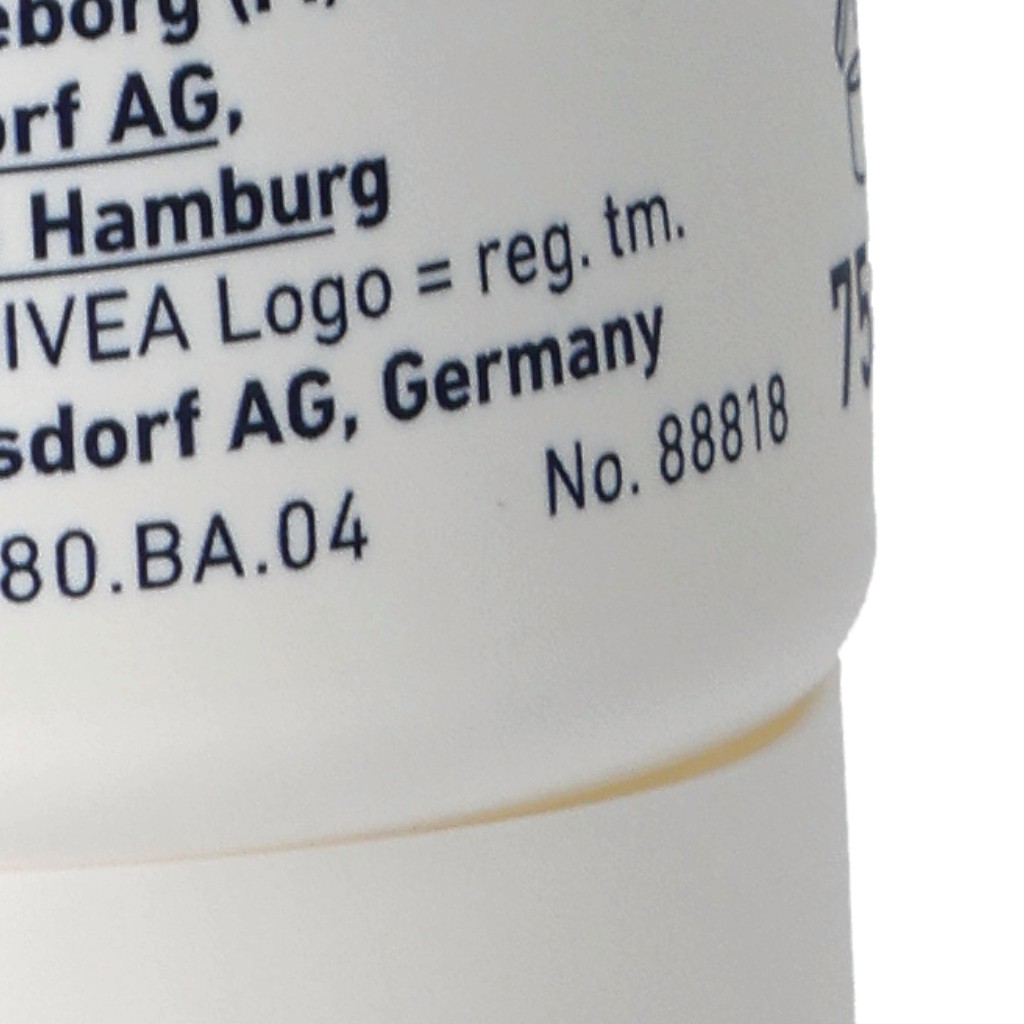 eborg
orf AG,
Hamburg
IVEA Logo = reg. tm.
sdorf AG, Germany
80.BA.04
No. 88818
75